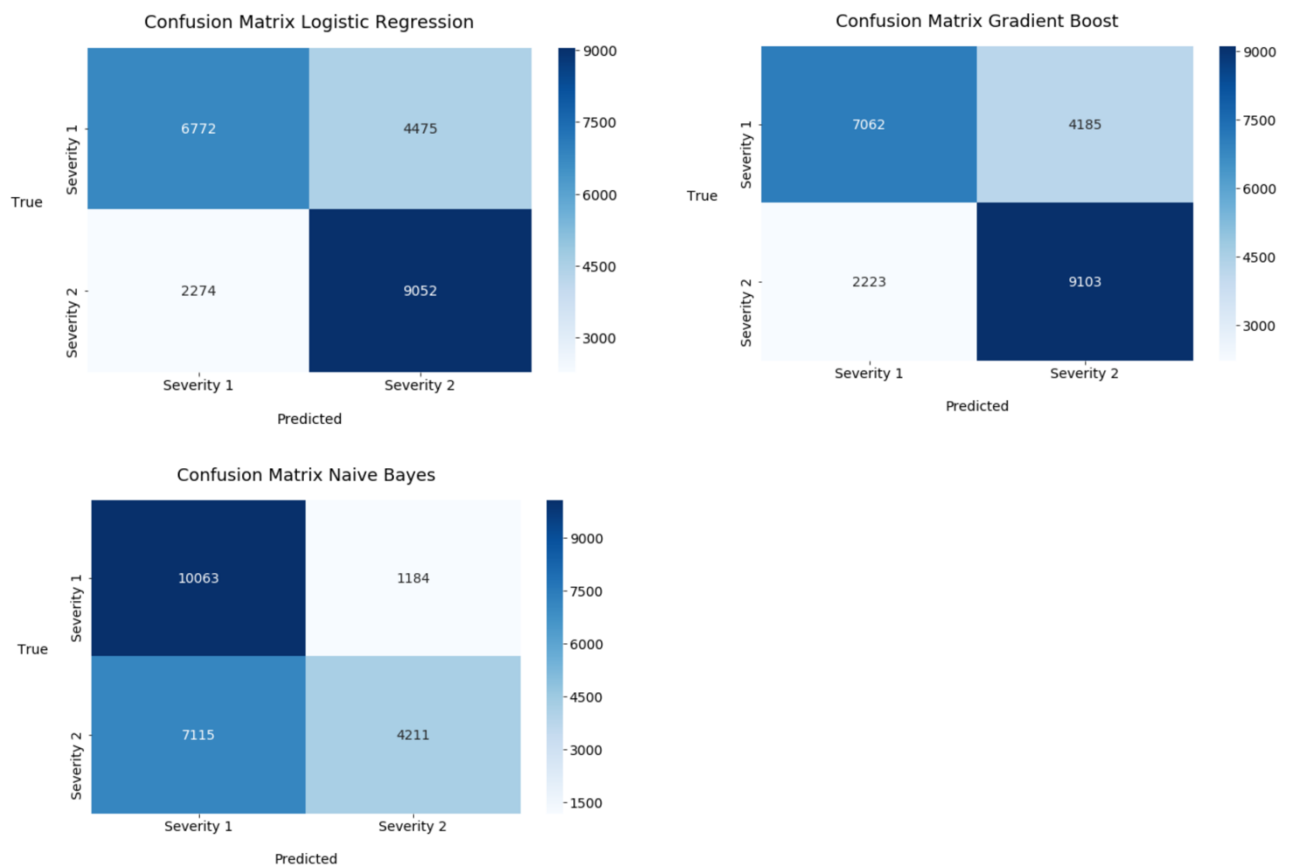 Confusion Matrix Logistic Regression
9000
7500
6000
4500
3000
Severity 1
6772
4475
True
Severity 2
2274
9052
Severity 1
Severity 2
Predicted
Confusion Matrix Gradient Boost
9000
7500
6000
4500
3000
Severity 1
7062
4185
True
Severity 2
2223
9103
Severity 1
Severity 2
Predicted
Confusion Matrix Naive Bayes
9000
7500
6000
4500
3000
1500
Severity 1
10063
1184
True
Severity 2
7115
4211
Severity 1
Severity 2
Predicted